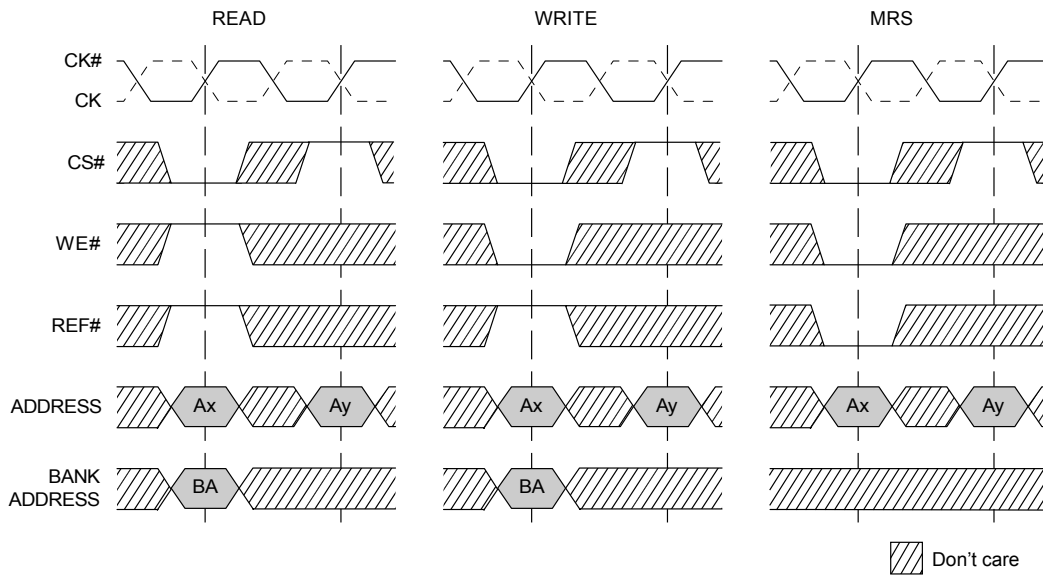 READ WRITE MRS
CK#
CK
CS#
WE#
REF#
ADDRESS Ax Ay Ax Ay Ax Ay
BANK
ADDRESS BA BA
Don't care